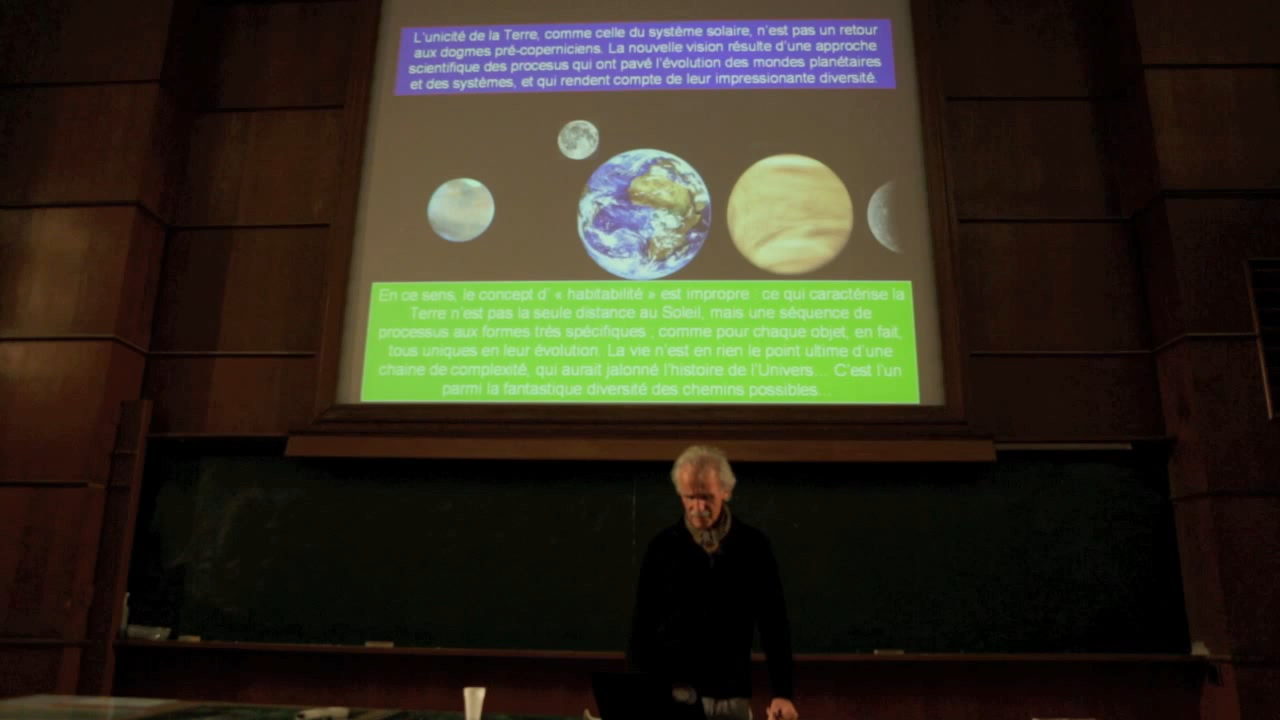 L'unicité de la Terre, comme celle du système solaire, n'est pas un retour
aux dogmes pré-coperniciens. La nouvelle vision résulte d'une approche
scientifique des procesus qui ont pavé l'évolution des mondes planétaires
et des systèmes, et qui rendent compte de leur impressionante diversité.
En ce sens, le concept d' « habitabilité » est impropre : ce qui caractérise la
Terre n'est pas la seule distance au Soleil, mais une séquence de
processus aux formes très spécifiques ; comme pour chaque objet, en fait,
tous uniques en leur évolution. La vie n'est en rien le point ultime d'une
chaine de complexité, qui aurait jalonné l'histoire de l'Univers... C'est l'un
parmi la fantastique diversité des chemins possibles...